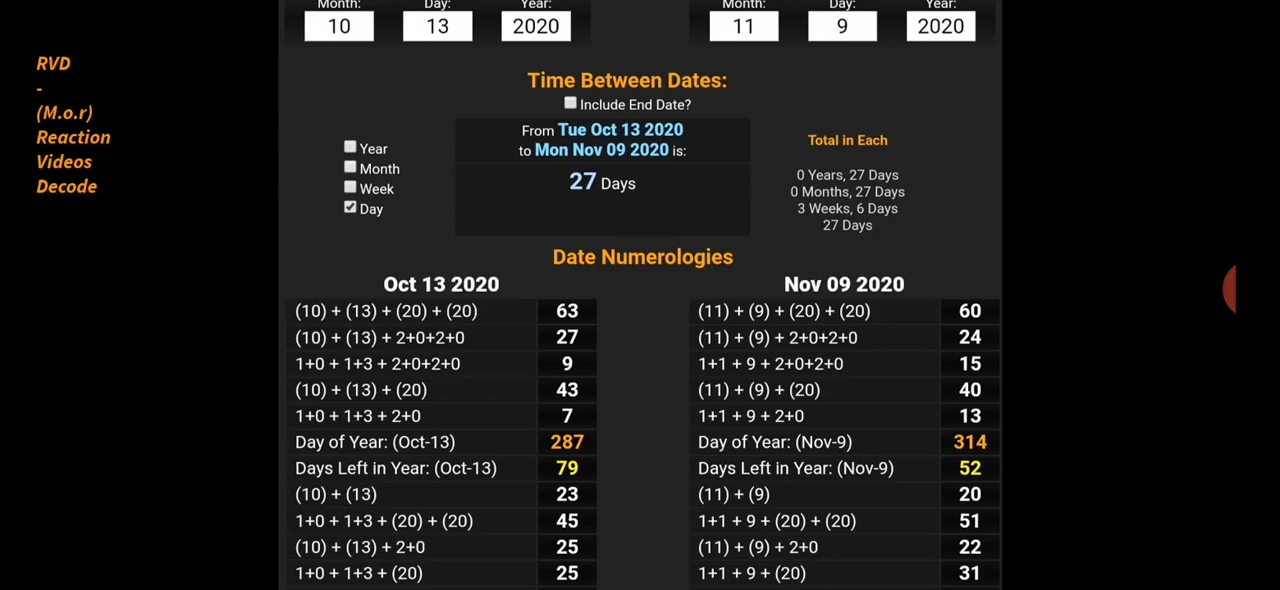 Month: Day: Year: Month: Day: Year:
10 13 2020 11 9 2020
RVD
-
(M.o.r)
Reaction
Videos
Decode
Time Between Dates:
Include End Date?
From Tue Oct 13 2020
to Mon Nov 09 2020 is:
27 Days
Year
Month
Week
Day
Total in Each
0 Years, 27 Days
0 Months, 27 Days
3 Weeks, 6 Days
27 Days
Date Numerologies
Oct 13 2020
(10) + (13) + (20) + (20) 63
(10) + (13) + 2+0+2+0 27
1+0 + 1+3 + 2+0+2+0 9
(10) + (13) + (20) 43
1+0 + 1+3 + 2+0 7
Day of Year: (Oct-13) 287
Days Left in Year: (Oct-13) 79
(10) + (13) 23
1+0 + 1+3 + (20) + (20) 45
(10) + (13) + 2+0 25
1+0 + 1+3 + (20) 25
Nov 09 2020
(11) + (9) + (20) + (20) 60
(11) + (9) + 2+0+2+0 24
1+1 + 9 + 2+0+2+0 15
(11) + (9) + (20) 40
1+1 + 9 + 2+0 13
Day of Year: (Nov-9) 314
Days Left in Year: (Nov-9) 52
(11) + (9) 20
1+1 + 9 + (20) + (20) 51
(11) + (9) + 2+0 22
1+1 + 9 + (20) 31